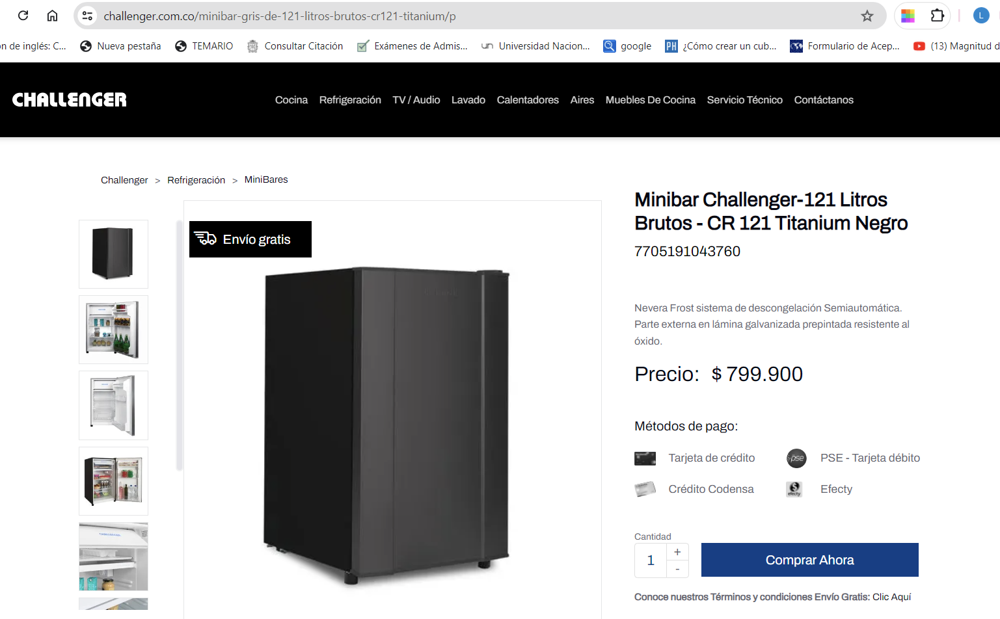 challenger.com.co/minibar-gris-de-121-litros-brutos-cr121-titanium/p
L
n de inglés: C...
Nueva pestaña
TEMARIO
Consultar Citación
Exámenes de Admis...
un
Universidad Nacion...
google
PH
¿Cómo crear un cub...
Formulario de Acep...
(13) Magnitud d
CHALLENGER
Cocina
Refrigeración
TV / Audio
Lavado
Calentadores
Aires
Muebles De Cocina
Servicio Técnico
Contáctanos
Challenger > Refrigeración > MiniBares
Envío gratis
Minibar Challenger-121 Litros
Brutos - CR 121 Titanium Negro
7705191043760
Nevera Frost sistema de descongelación Semiautomática.
Parte externa en lámina galvanizada prepintada resistente al
óxido.
Precio: $ 799.900
Métodos de pago:
Tarjeta de crédito
pse
PSE - Tarjeta débito
Crédito Codensa
efecty
Efecty
Cantidad
1
+
-
Comprar Ahora
Conoce nuestros Términos y condiciones Envío Gratis: Clic Aquí